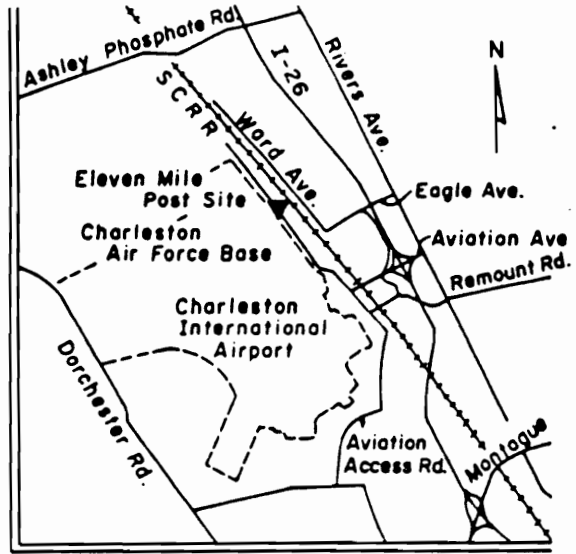 Ashley Phosphate Rd.
I-26
Rivers Ave.
N
SCRR
Ward Ave.
Eleven Mile
Post Site
Eagle Ave.
Charleston
Air Force Base
Aviation Ave
Remount Rd.
Charleston
International
Airport
Dorchester Rd.
Aviation
Access Rd.
Montague